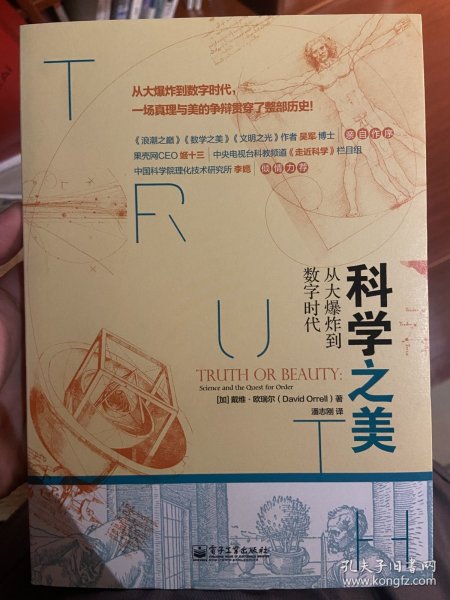 从大爆炸到数字时代，
一场真理与美的争辩贯穿了整部历史！
《浪潮之巅》《数学之美》《文明之光》作者 吴军 博士 亲自作序
果壳网CEO 姬十三 中央电视台科教频道《走近科学》栏目组
中国科学院理化技术研究所 李嫕 倾情力荐
T
R
U
T
H
科学之美
从大爆炸到
数字时代
TRUTH OR BEAUTY:
Science and the Quest for Order
[加] 戴维·欧瑞尔（David Orrell）著
潘志刚 译
电子工业出版社
孔夫子旧书网
www.kongfz.com